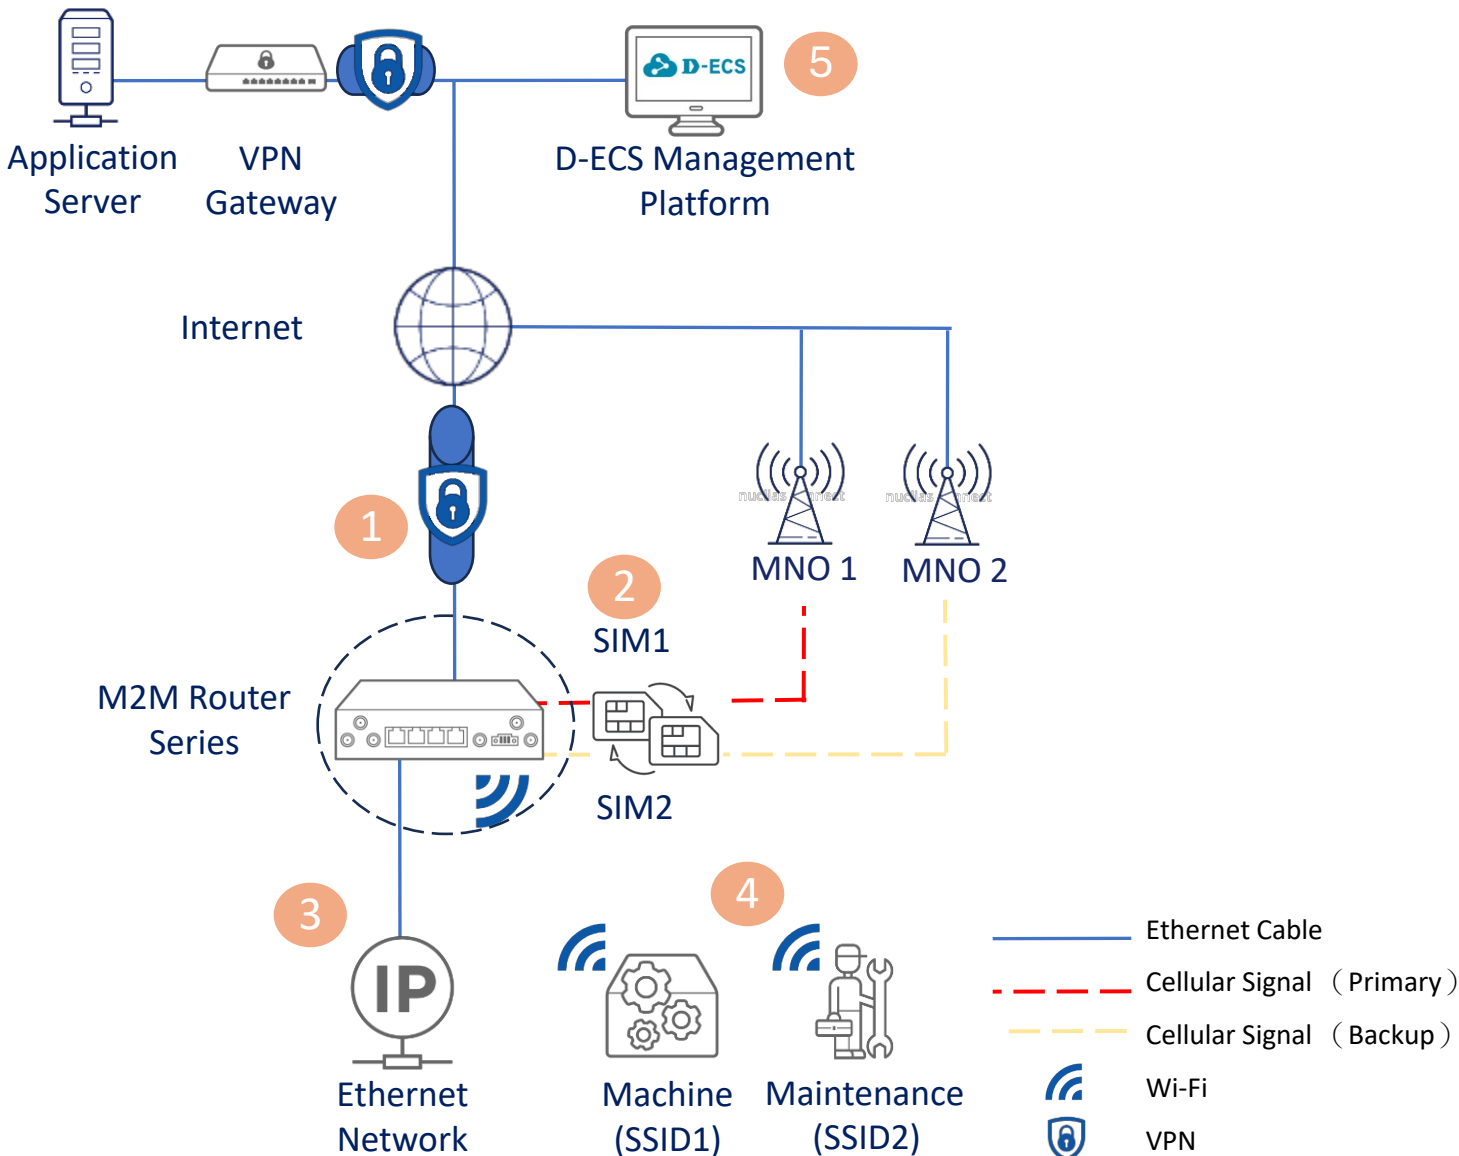 D-ECS
5
Application
Server
VPN
Gateway
D-ECS Management
Platform
Internet
1
MNO 1
MNO 2
2
SIM1
M2M Router
Series
SIM2
3
4
IP
Ethernet
Network
Machine
(SSID1)
Maintenance
(SSID2)
Ethernet Cable
Cellular Signal （Primary）
Cellular Signal （Backup）
Wi-Fi
VPN